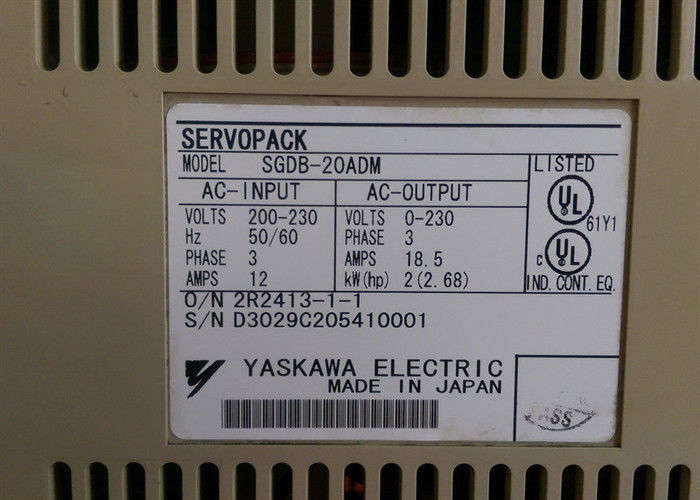 SERVOPACK
MODEL SGDB-20ADM
AC-INPUT AC-OUTPUT
VOLTS 200-230 VOLTS 0-230
Hz 50/60 PHASE 3
PHASE 3 AMPS 18.5
AMPS 12 kW(hp) 2(2.68)
LISTED
UL
61Y1
c UL
IND. CONT. EQ.
O/N 2R2413-1-1
S/N D3029C205410001
YASKAWA ELECTRIC
MADE IN JAPAN